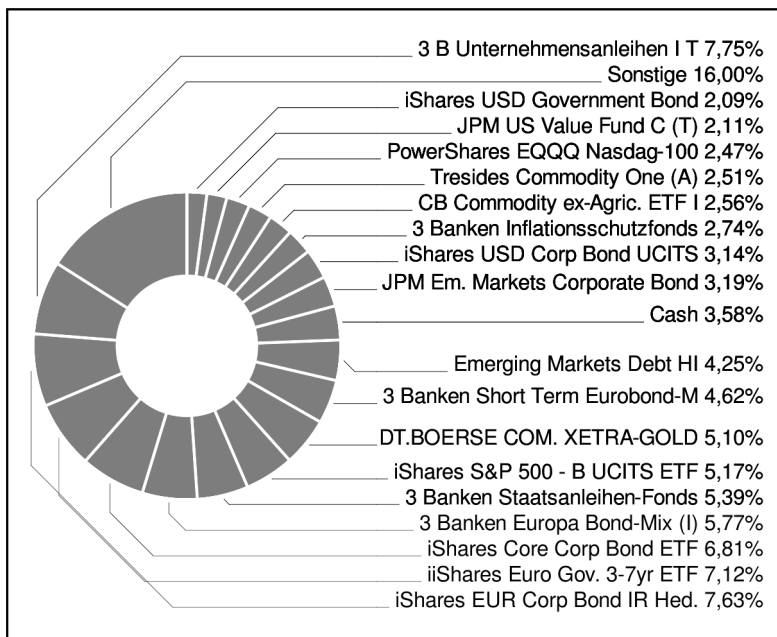 3 B Unternehmensanleihen I T 7,75%
Sonstige 16,00%
iShares USD Government Bond 2,09%
JPM US Value Fund C (T) 2,11%
PowerShares EQQQ Nasdag-100 2,47%
Tresides Commodity One (A) 2,51%
CB Commodity ex-Agric. ETF I 2,56%
3 Banken Inflationsschutzfonds 2,74%
iShares USD Corp Bond UCITS 3,14%
JPM Em. Markets Corporate Bond 3,19%
Cash 3,58%
Emerging Markets Debt HI 4,25%
3 Banken Short Term Eurobond-M 4,62%
DT.BOERSE COM. XETRA-GOLD 5,10%
iShares S&P 500 - B UCITS ETF 5,17%
3 Banken Staatsanleihen-Fonds 5,39%
3 Banken Europa Bond-Mix (I) 5,77%
iShares Core Corp Bond ETF 6,81%
iiShares Euro Gov. 3-7yr ETF 7,12%
iShares EUR Corp Bond IR Hed. 7,63%